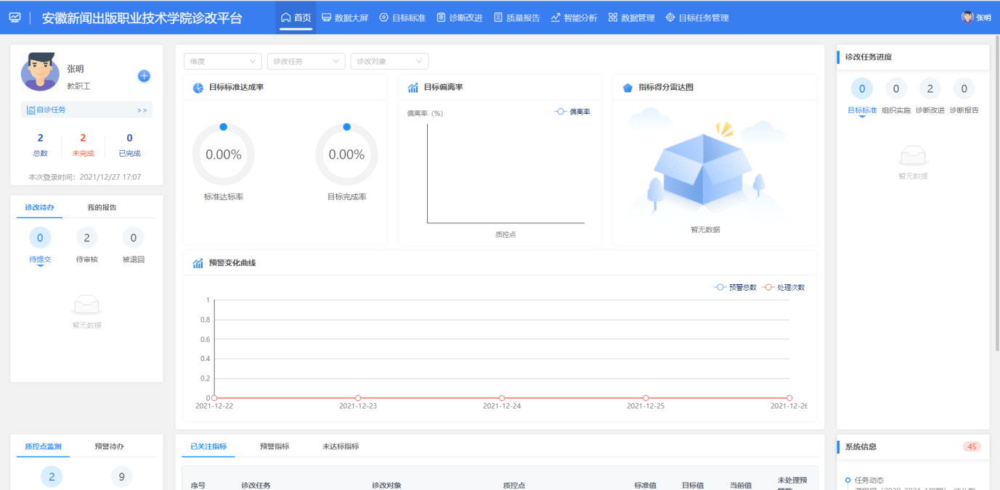 安徽新闻出版职业技术学院诊改平台
首页 数据大屏 目标标准 诊断改进 质量报告 智能分析 数据管理 目标任务管理
张明
张明
教职工
自诊任务 >>
2 2 0
总数 未完成 已完成
本次登录时间：2021/12/27 17:07
诊改待办 我的报告
0 2 0
待提交 待审核 被退回
暂无数据
质控点监测 预警待办
2 9
维度 诊改任务 诊改对象
目标标准达成率
0.00% 0.00%
标准达标率 目标完成率
目标偏离率
偏离率（%） 偏离率
质控点
指标得分雷达图
暂无数据
预警变化曲线
预警总数 处理次数
1
0.8
0.6
0.4
0.2
0
2021-12-22 2021-12-23 2021-12-24 2021-12-25 2021-12-26
已关注指标 预警指标 未达标指标
序号 诊改任务 诊改对象 质控点 标准值 目标值 当前值 未处理预
诊改任务进度
0 0 2 0
目标标准 组织实施 诊断改进 诊断报告
暂无数据
系统信息 45
任务动态